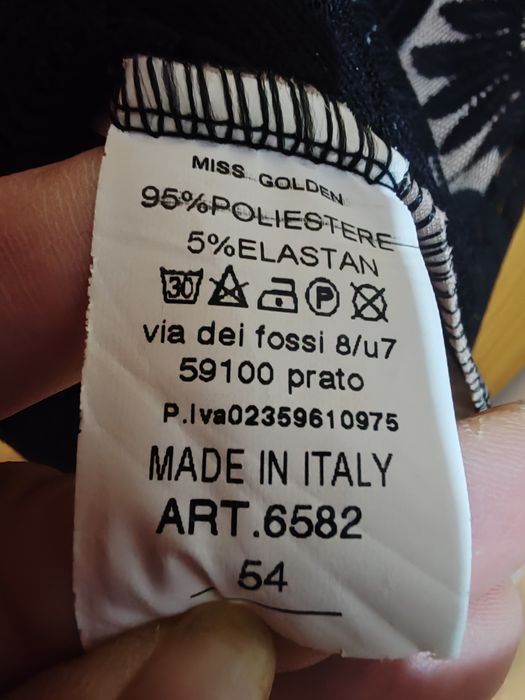 MISS GOLDEN
95%POLIESTERE
5%ELASTAN
30 A P
via dei fossi 8/u7
59100 prato
P.Iva02359610975
MADE IN ITALY
ART.6582
54